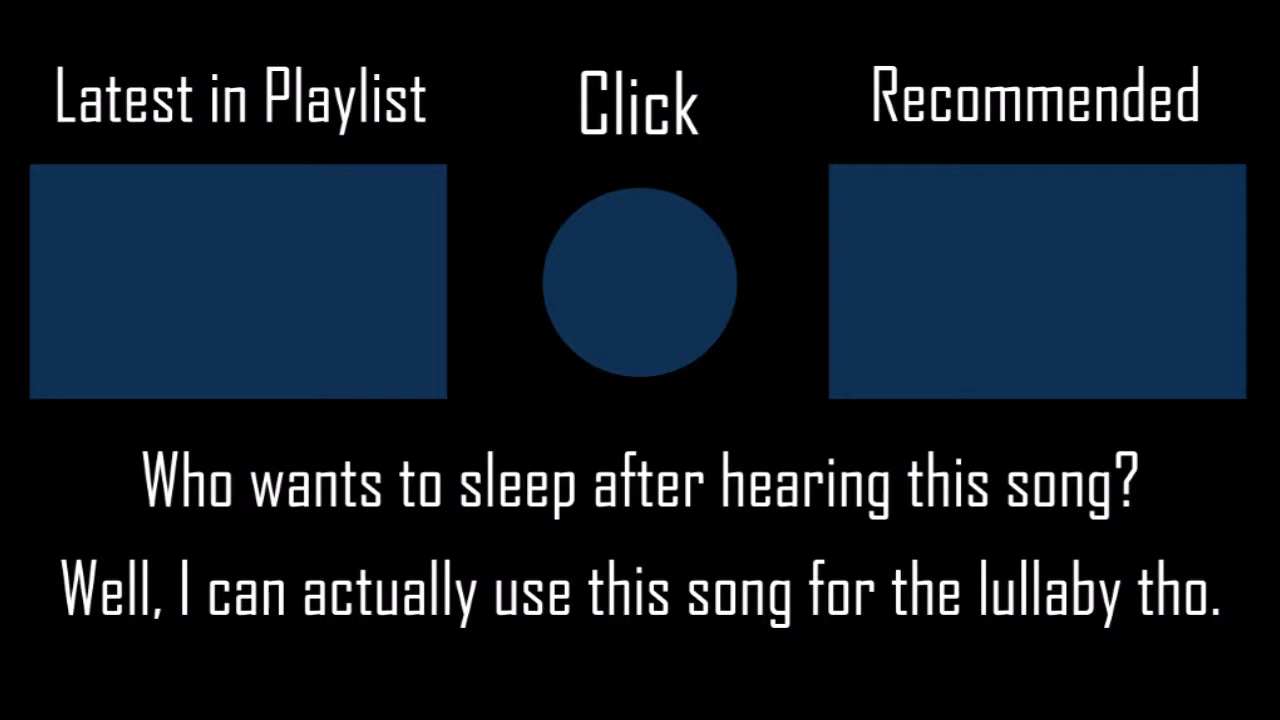 Latest in Playlist
Click
Recommended
Who wants to sleep after hearing this song?
Well, I can actually use this song for the lullaby tho.